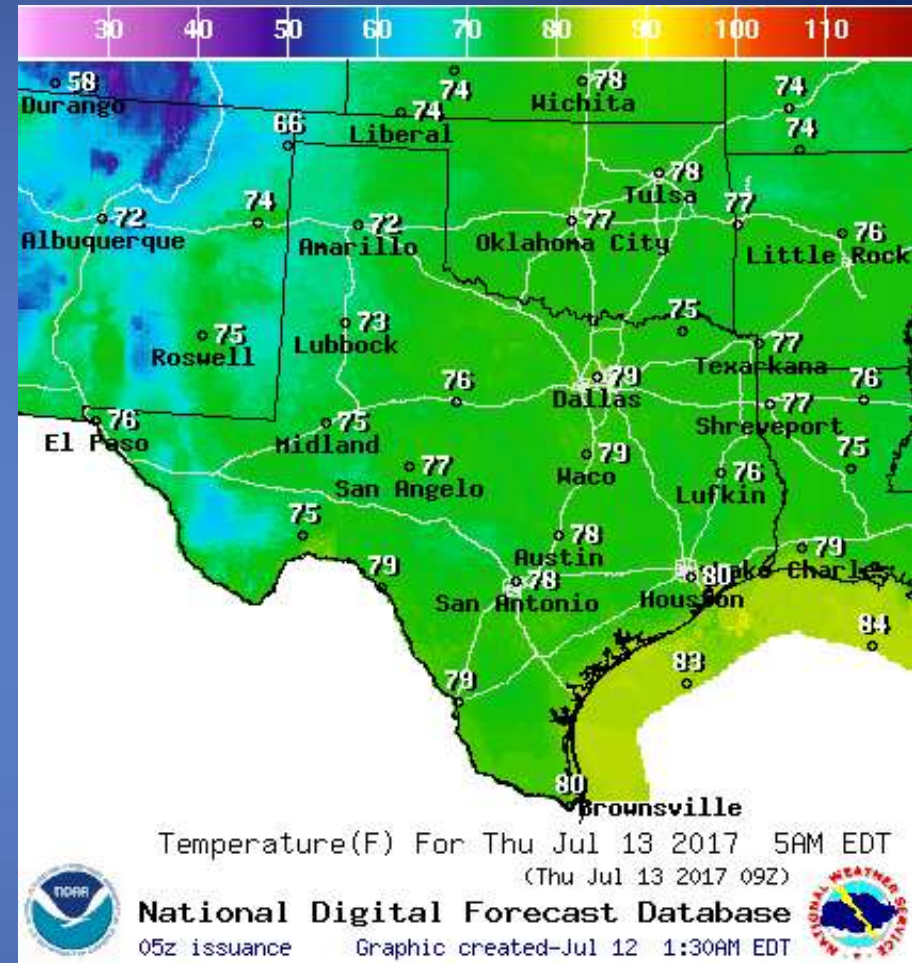 30 40 50 60 70 80 90 100 110
58 Durango
74
78 Wichita
74
74 Liberal
66
74
78 Tulsa
72 Albuquerque
74
72 Amarillo
77 Oklahoma City
77
76 Little Rock
75 Roswell
73 Lubbock
75
77 Texarkana
79 Dallas
76
76
77 Shreveport
76 El Paso
75 Midland
77 San Angelo
79 Waco
76 Lufkin
75
75
78 Austin
79 Lake Charles
79
78 San Antonio
80 Houston
84
83
79
80 Brownsville
Temperature(F) For Thu Jul 13 2017 5AM EDT
(Thu Jul 13 2017 09Z)
National Digital Forecast Database
05z issuance Graphic created-Jul 12 1:30AM EDT
NOAA
NATIONAL WEATHER SERVICE